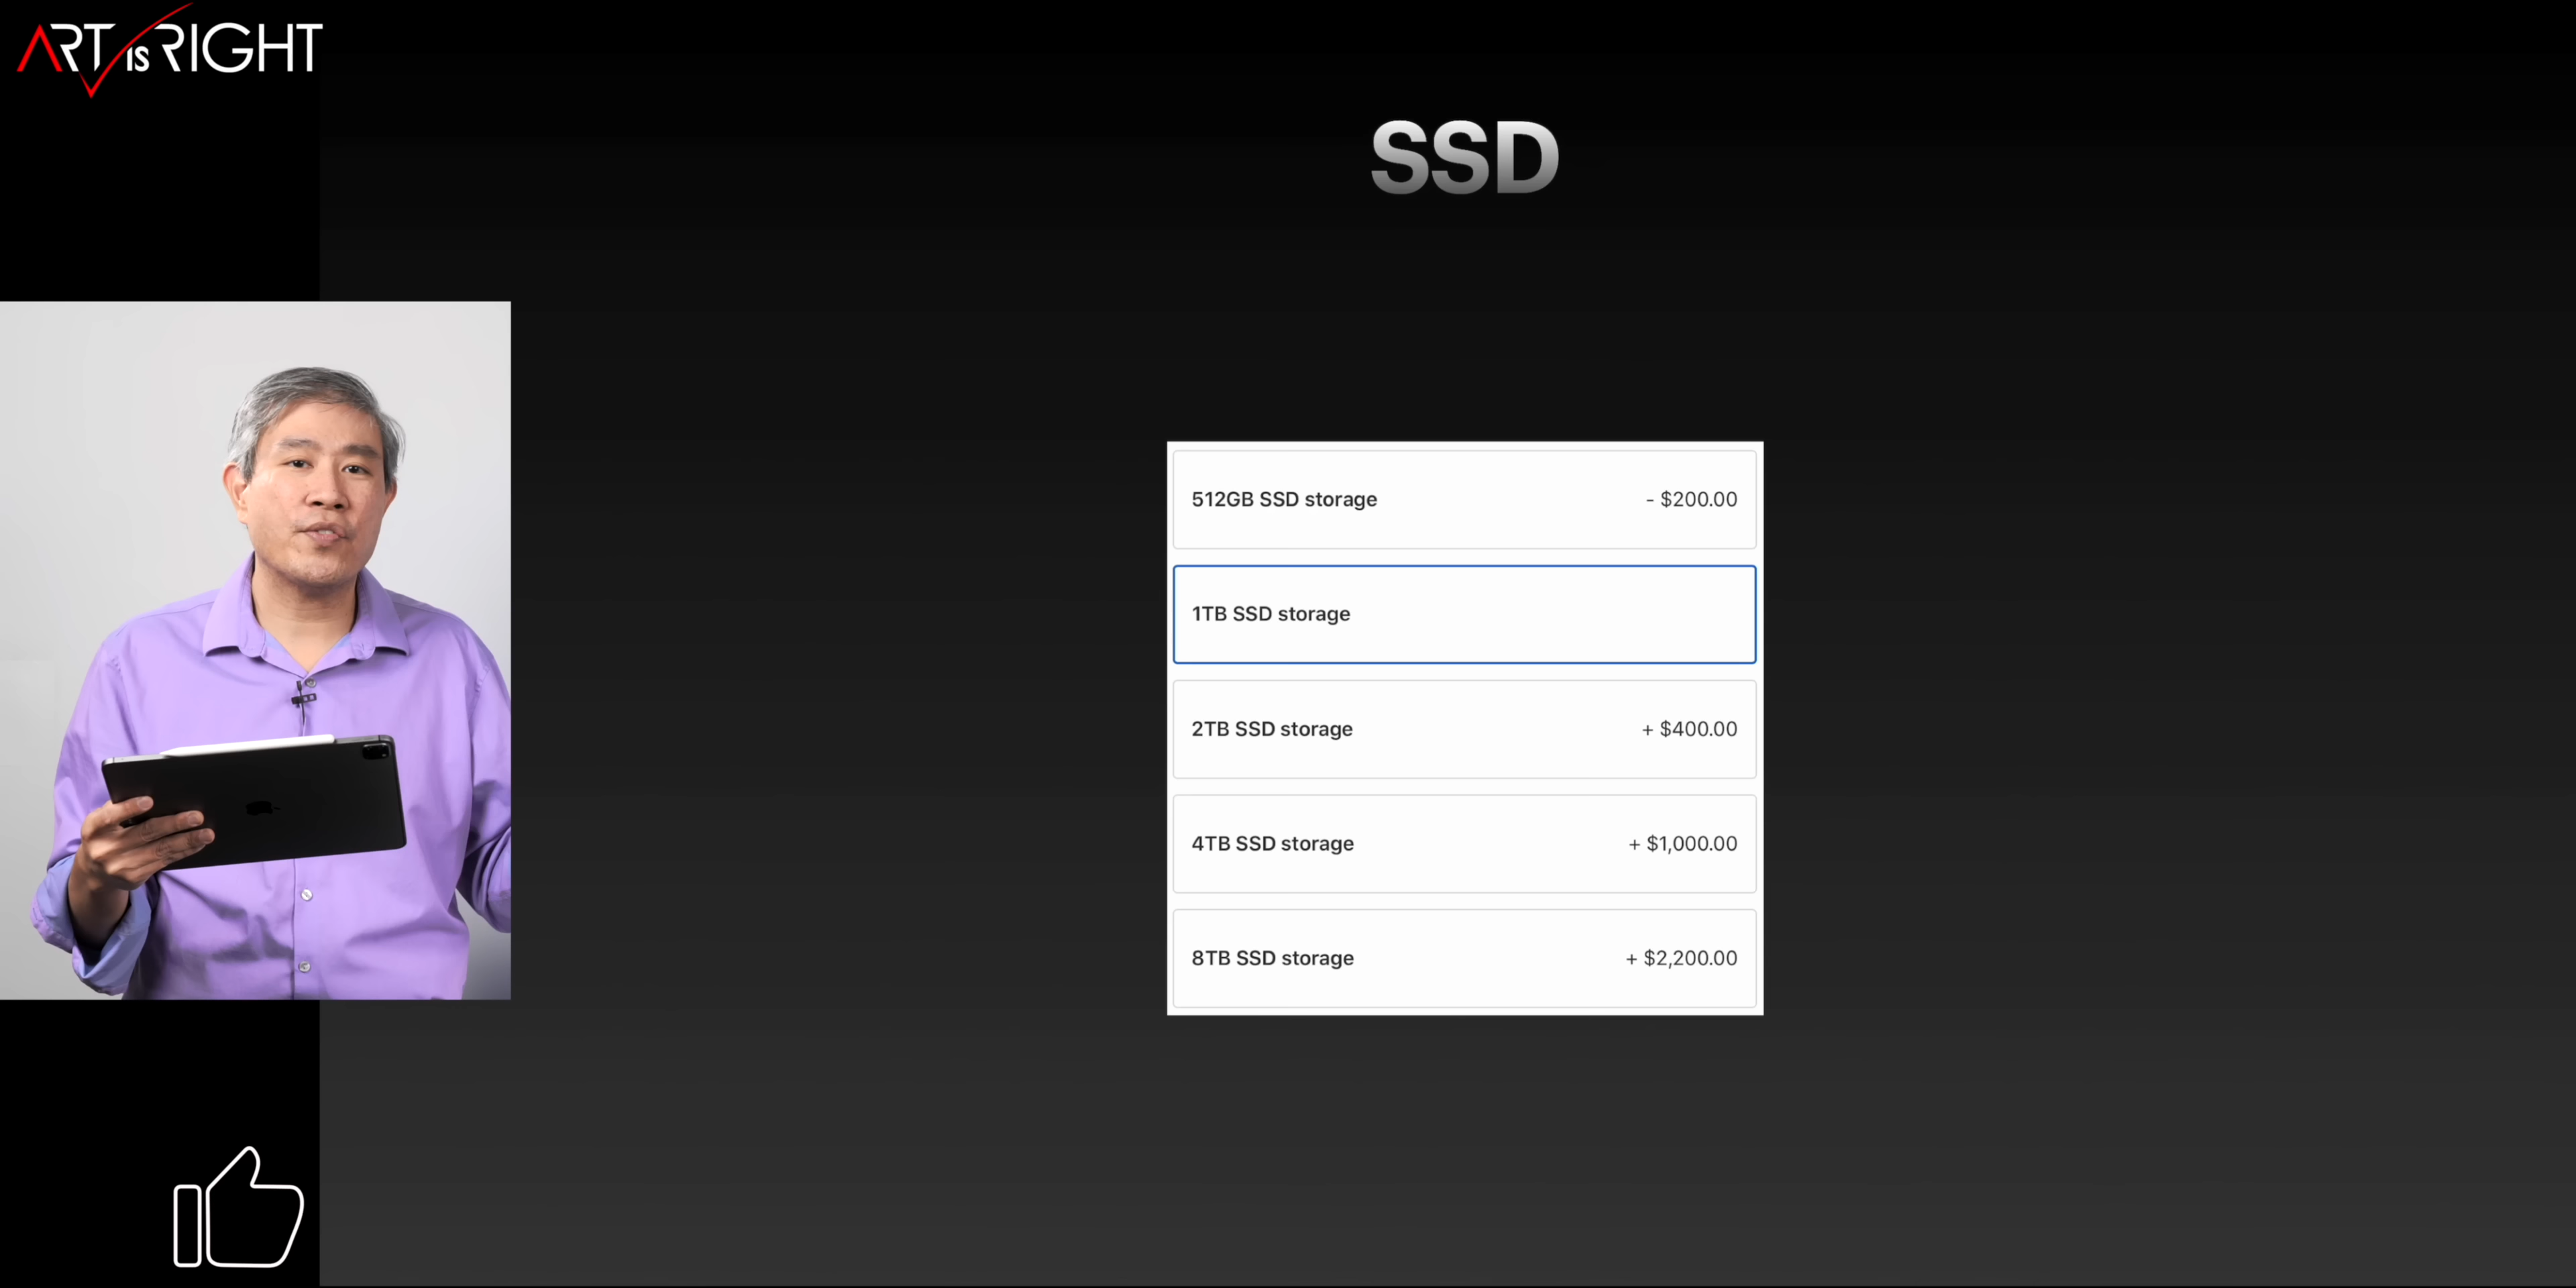 ART IS RIGHT
SSD
512GB SSD storage - $200.00
1TB SSD storage
2TB SSD storage + $400.00
4TB SSD storage + $1,000.00
8TB SSD storage + $2,200.00